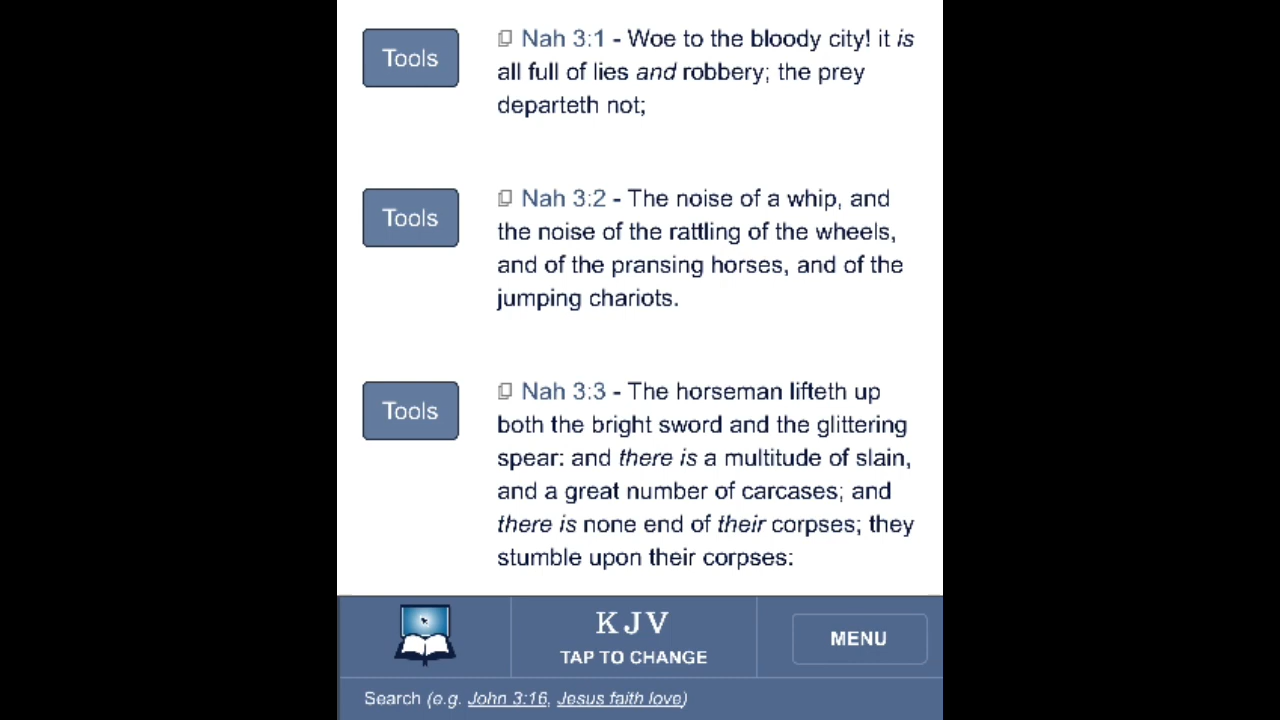 Tools
Nah 3:1 - Woe to the bloody city! it is
all full of lies and robbery; the prey
departeth not;
Tools
Nah 3:2 - The noise of a whip, and
the noise of the rattling of the wheels,
and of the pransing horses, and of the
jumping chariots.
Tools
Nah 3:3 - The horseman lifteth up
both the bright sword and the glittering
spear: and there is a multitude of slain,
and a great number of carcases; and
there is none end of their corpses; they
stumble upon their corpses:
KJV
TAP TO CHANGE
MENU
Search (e.g. John 3:16, Jesus faith love)